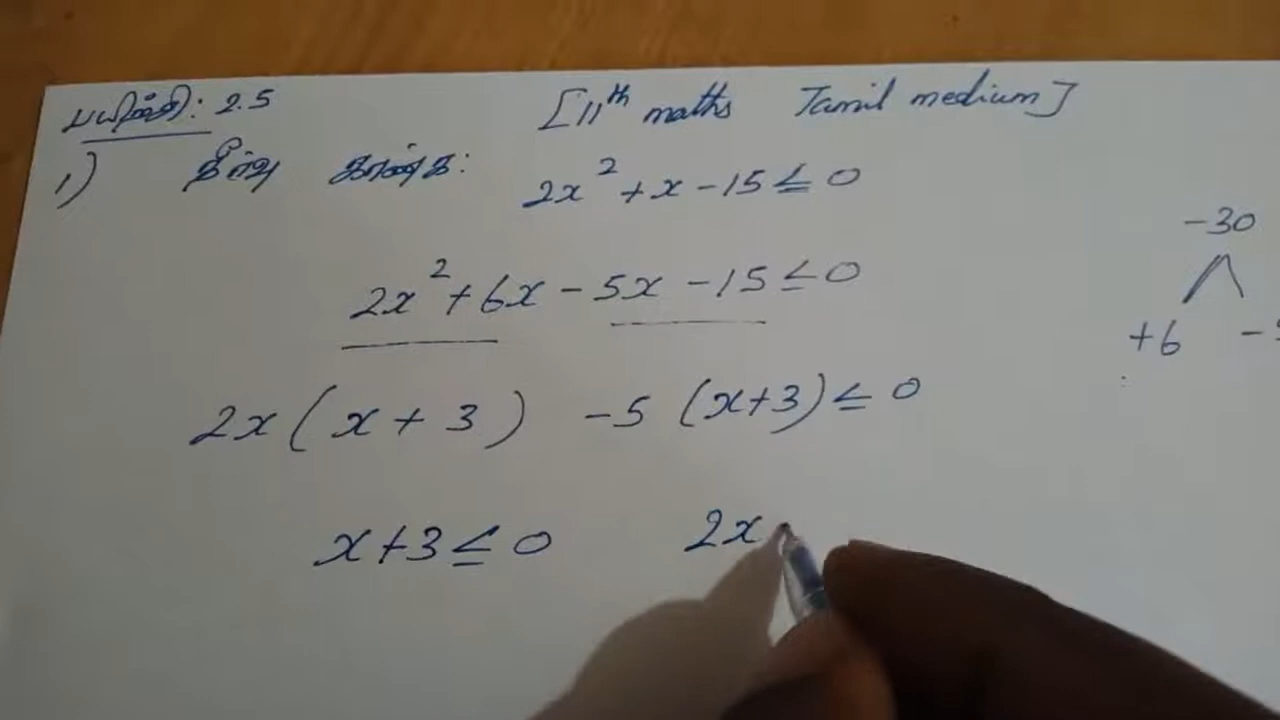 பயிற்சி: 2.5 [11th maths Tamil medium]
1) தீர்வு காண்க: 2x² + x - 15 ≤ 0
-30
2x² + 6x - 5x - 15 ≤ 0
+6 -5
2x (x + 3) -5 (x+3) ≤ 0
x+3 ≤ 0 2x